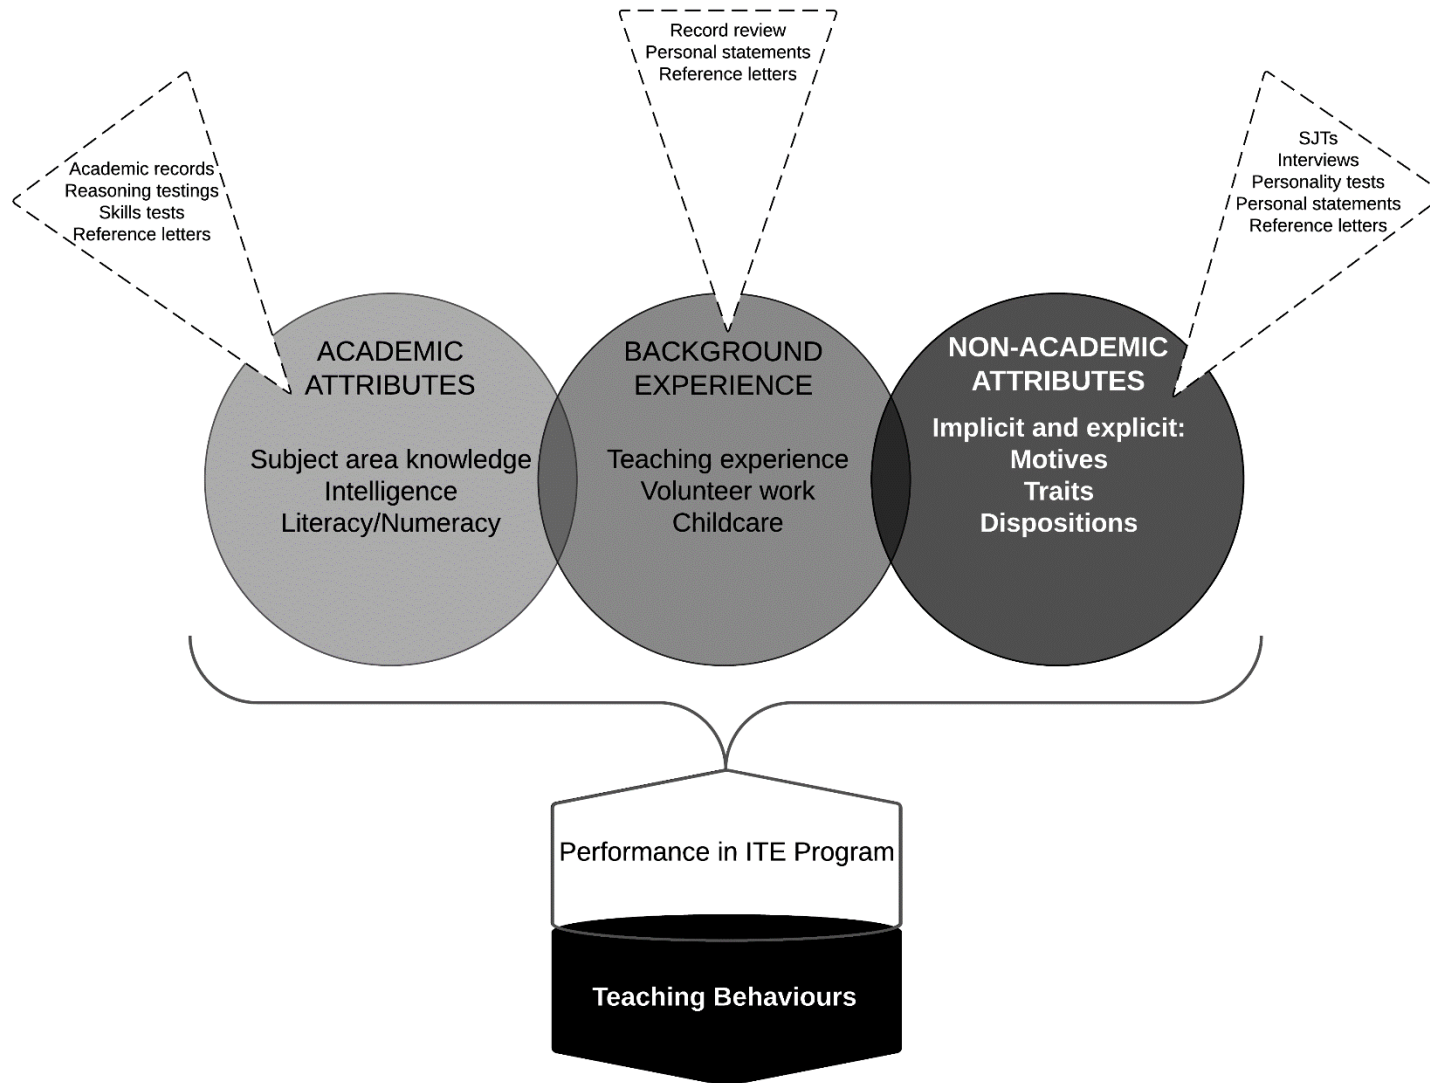 Record review
Personal statements
Reference letters
Academic records
Reasoning testings
Skills tests
Reference letters
SJTs
Interviews
Personality tests
Personal statements
Reference letters
ACADEMIC
ATTRIBUTES
Subject area knowledge
Intelligence
Literacy/Numeracy
BACKGROUND
EXPERIENCE
Teaching experience
Volunteer work
Childcare
NON-ACADEMIC
ATTRIBUTES
Implicit and explicit:
Motives
Traits
Dispositions
Performance in ITE Program
Teaching Behaviours